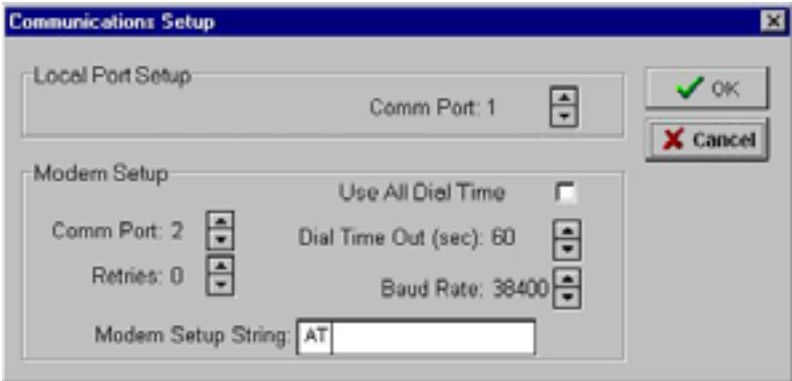 Communications Setup
Local Port Setup
Comm Port: 1
OK
Cancel
Modem Setup
Use All Dial Time
Comm Port: 2
Dial Time Out (sec): 60
Retries: 0
Baud Rate: 38400
Modem Setup String: AT